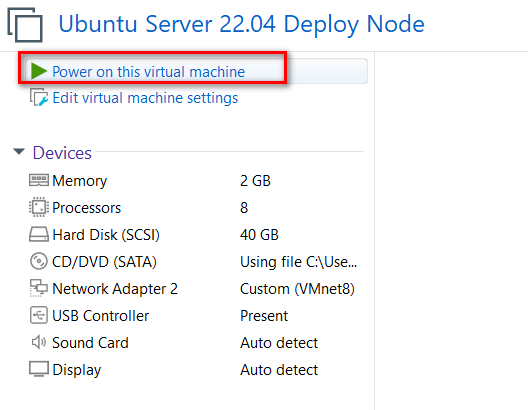 Ubuntu Server 22.04 Deploy Node
Power on this virtual machine
Edit virtual machine settings
Devices
Memory 2 GB
Processors 8
Hard Disk (SCSI) 40 GB
CD/DVD (SATA) Using file C:\Use...
Network Adapter 2 Custom (VMnet8)
USB Controller Present
Sound Card Auto detect
Display Auto detect